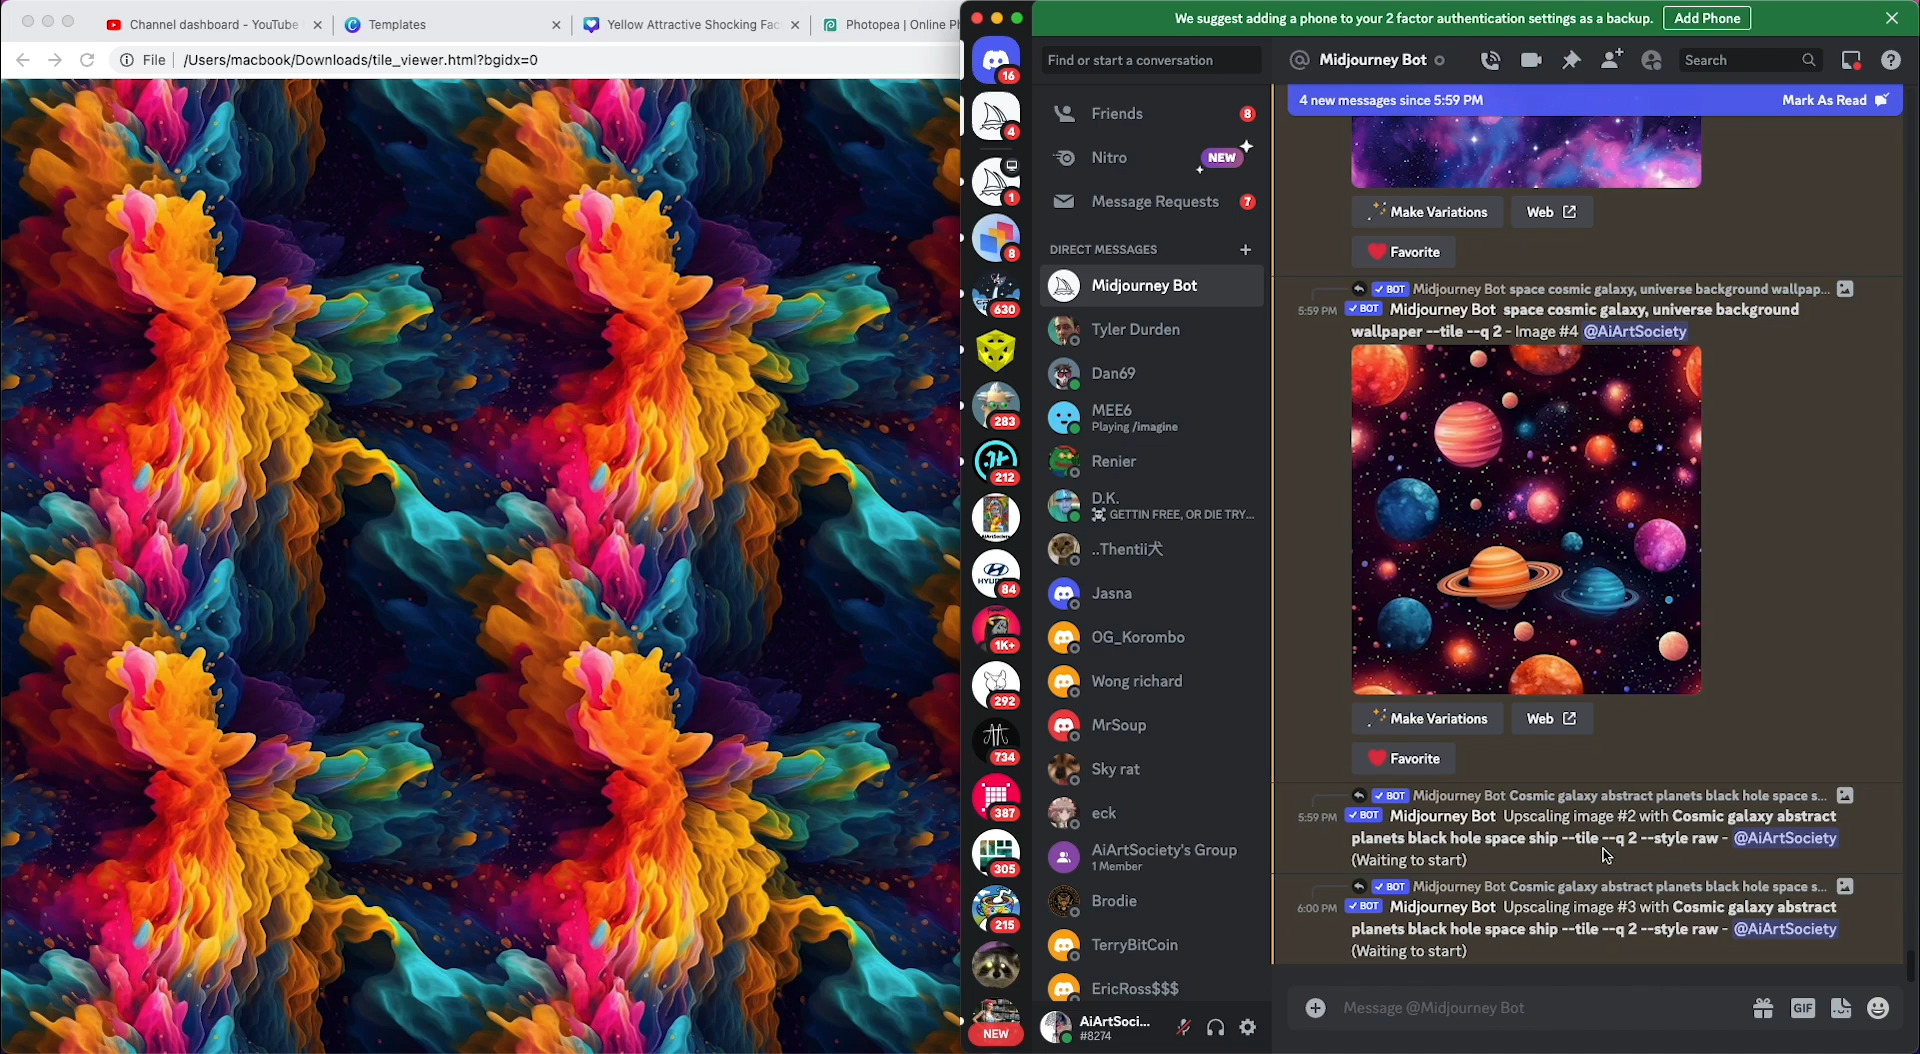 Channel dashboard - YouTube
Templates
Yellow Attractive Shocking Fac
Photopea | Online Ph
File
/Users/macbook/Downloads/tile_viewer.html?bgidx=0
16
4
1
8
630
283
212
HYUN
84
1K+
292
734
387
305
215
NEW
We suggest adding a phone to your 2 factor authentication settings as a backup.
Add Phone
Find or start a conversation
Friends
8
Nitro
NEW
Message Requests
7
DIRECT MESSAGES
Midjourney Bot
Tyler Durden
Dan69
MEE6
Playing /imagine
Renier
D.K.
GETTIN FREE, OR DIE TRY...
..Thentii犬
Jasna
OG_Korombo
Wong richard
MrSoup
Sky rat
eck
AiArtSociety's Group
1 Member
Brodie
TerryBitCoin
EricRoss$$$
AiArtSoci...
#8274
Midjourney Bot
Search
4 new messages since 5:59 PM
Mark As Read
Make Variations
Web
Favorite
BOT Midjourney Bot space cosmic galaxy, universe background wallpap...
5:59 PM BOT Midjourney Bot space cosmic galaxy, universe background
wallpaper --tile --q 2 - Image #4 @AiArtSociety
Make Variations
Web
Favorite
BOT Midjourney Bot Cosmic galaxy abstract planets black hole space s...
5:59 PM BOT Midjourney Bot Upscaling image #2 with Cosmic galaxy abstract
planets black hole space ship --tile --q 2 --style raw - @AiArtSociety
(Waiting to start)
BOT Midjourney Bot Cosmic galaxy abstract planets black hole space s...
6:00 PM BOT Midjourney Bot Upscaling image #3 with Cosmic galaxy abstract
planets black hole space ship --tile --q 2 --style raw - @AiArtSociety
(Waiting to start)
Message @Midjourney Bot
GIF